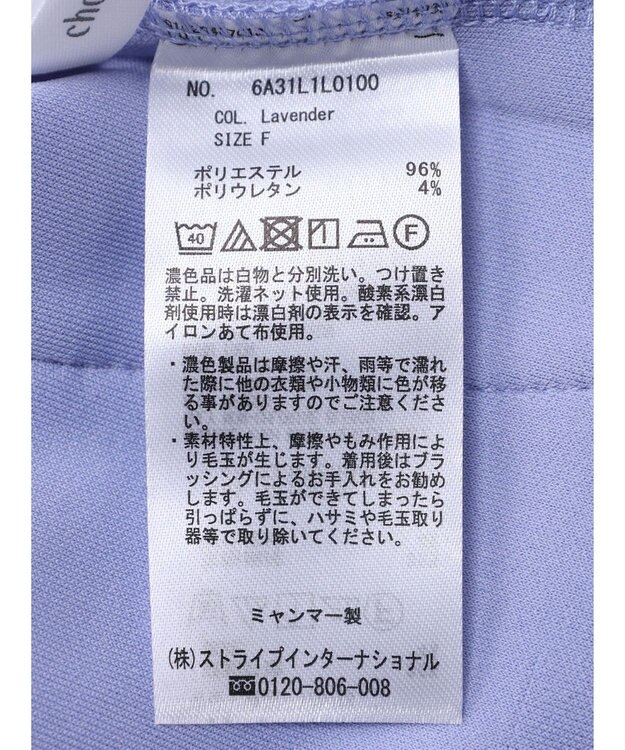 cha
NO. 6A31L1L0100
COL. Lavender
SIZE F
ポリエステル 96%
ポリウレタン 4%
40 F
濃色品は白物と分別洗い。つけ置き
禁止。洗濯ネット使用。酸素系漂白
剤使用時は漂白剤の表示を確認。ア
イロンあて布使用。
・濃色製品は摩擦や汗、雨等で濡れ
た際に他の衣類や小物類に色が移
る事がありますのでご注意くださ
い。
・素材特性上、摩擦やもみ作用によ
り毛玉が生じます。着用後はブラ
ッシングによるお手入れをお勧め
します。毛玉ができてしまったら
引っぱらずに、ハサミや毛玉取り
器等で取り除いてください。
ミャンマー製
(株)ストライプインターナショナル
0120-806-008